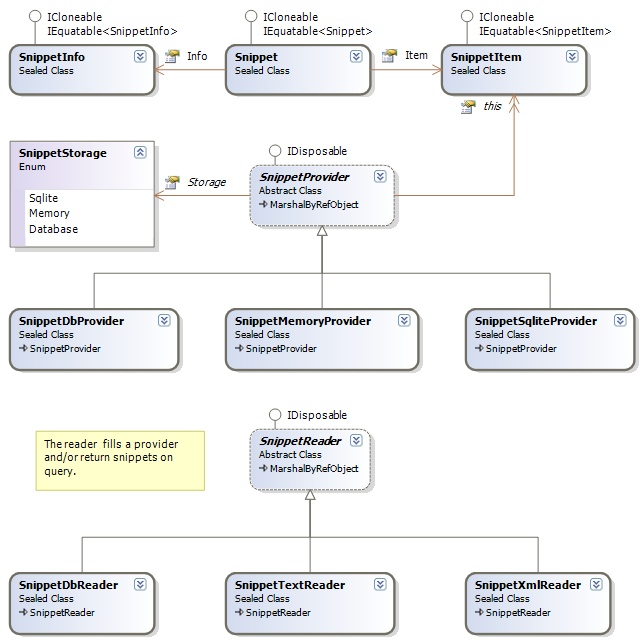 ICloneable
IEquatable<SnippetInfo>
SnippetInfo
Sealed Class
Info
ICloneable
IEquatable<Snippet>
Snippet
Sealed Class
Item
ICloneable
IEquatable<SnippetItem>
SnippetItem
Sealed Class
this
SnippetStorage
Enum
Sqlite
Memory
Database
Storage
IDisposable
SnippetProvider
Abstract Class
MarshalByRefObject
SnippetDbProvider
Sealed Class
SnippetProvider
SnippetMemoryProvider
Sealed Class
SnippetProvider
SnippetSqliteProvider
Sealed Class
SnippetProvider
The reader fills a provider
and/or return snippets on
query.
IDisposable
SnippetReader
Abstract Class
MarshalByRefObject
SnippetDbReader
Sealed Class
SnippetReader
SnippetTextReader
Sealed Class
SnippetReader
SnippetXmlReader
Sealed Class
SnippetReader